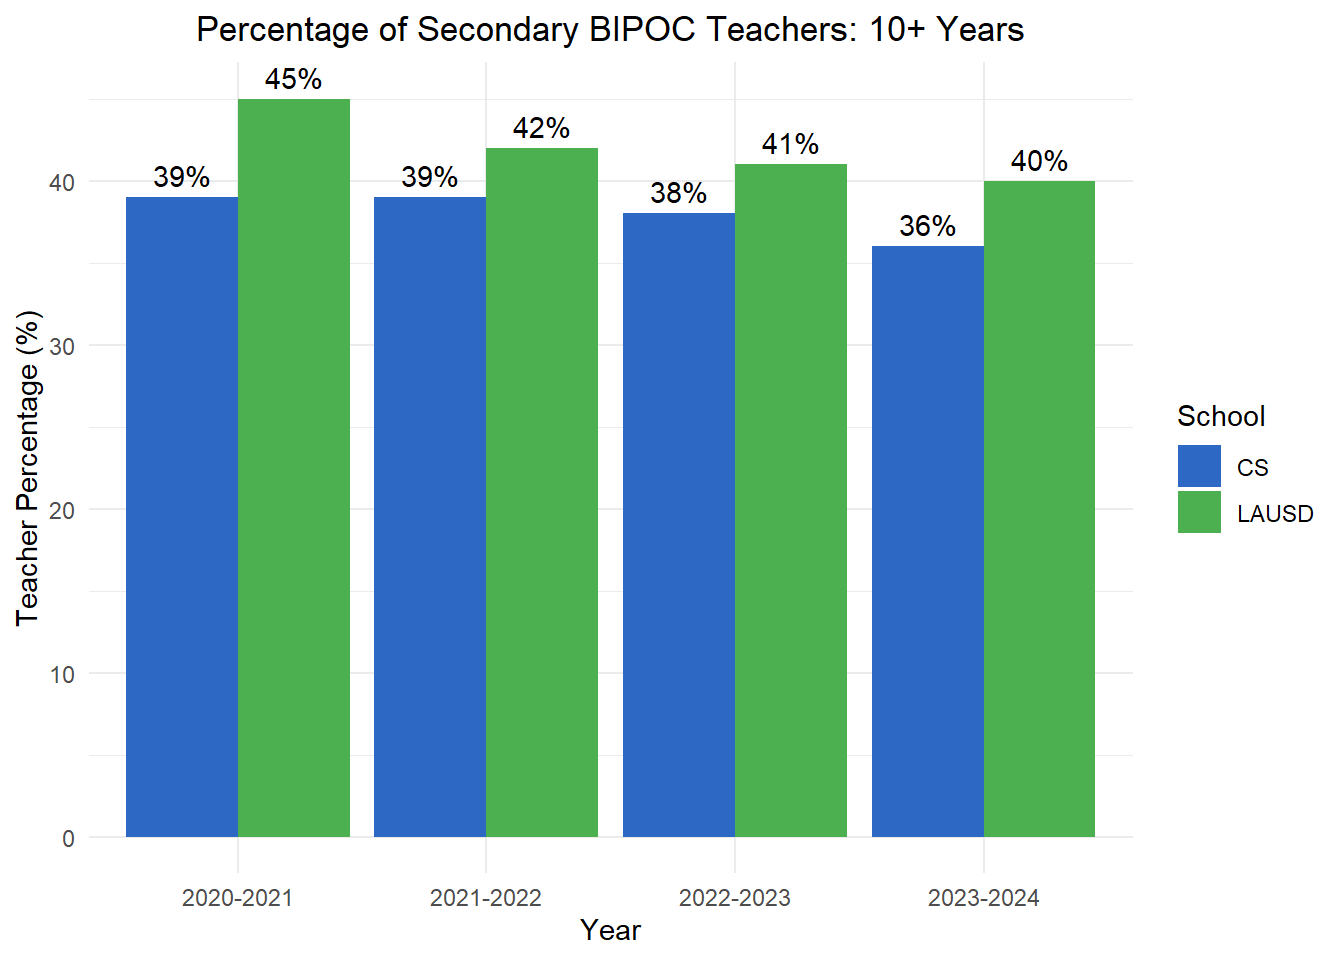 Percentage of Secondary BIPOC Teachers: 10+ Years
45%
42%
41%
40%
39%
39%
38%
36%
Teacher Percentage (%)
40
30
20
10
0
2020-2021
2021-2022
2022-2023
2023-2024
Year
School
CS
LAUSD